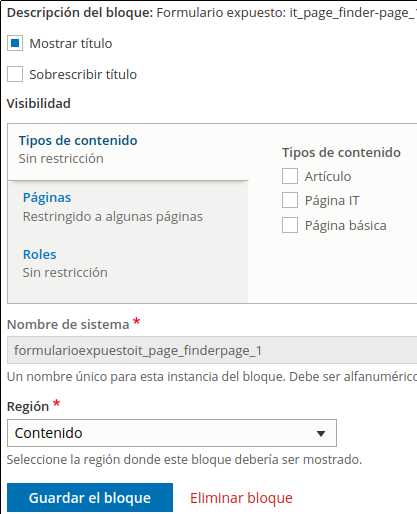 Descripción del bloque: Formulario expuesto: it_page_finder-page_1
Mostrar título
Sobrescribir título
Visibilidad
Tipos de contenido
Sin restricción
Páginas
Restringido a algunas páginas
Roles
Sin restricción
Tipos de contenido
Artículo
Página IT
Página básica
Nombre de sistema *
formularioexpuestoit_page_finderpage_1
Un nombre único para esta instancia del bloque. Debe ser alfanuméric
Región *
Contenido
Seleccione la región donde este bloque debería ser mostrado.
Guardar el bloque
Eliminar bloque